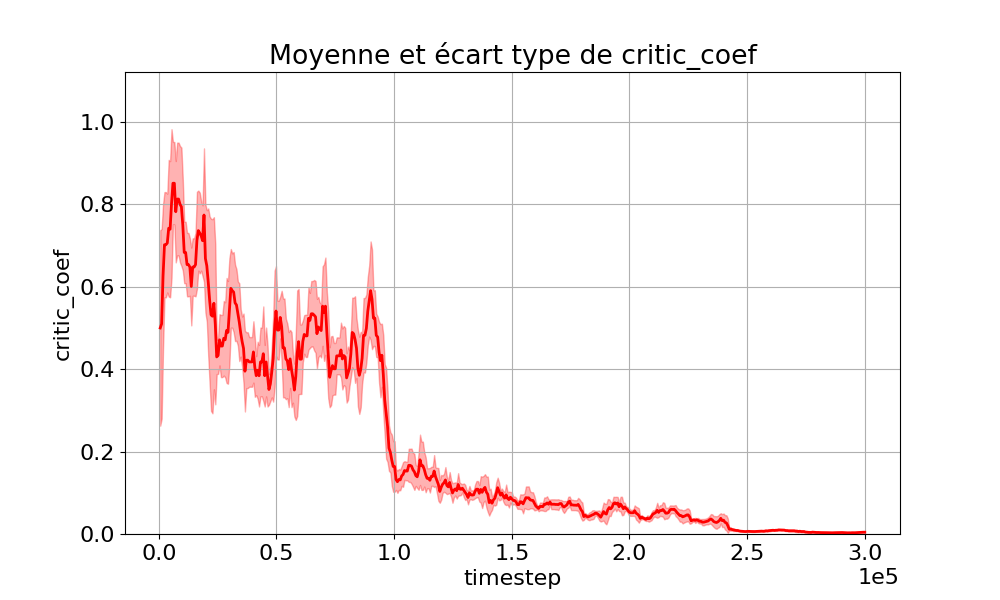 Moyenne et écart type de critic_coef
critic_coef
1.0
0.8
0.6
0.4
0.2
0.0
0.0 0.5 1.0 1.5 2.0 2.5 3.0
timestep
1e5